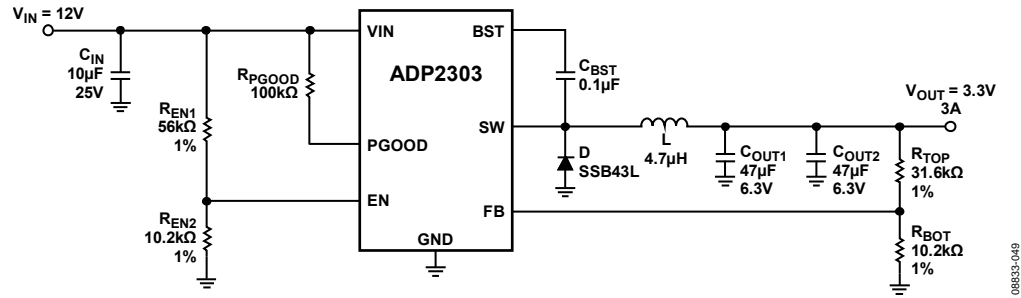 VIN = 12V
CIN
10µF
25V
REN1
56kΩ
1%
REN2
10.2kΩ
1%
RPGOOD
100kΩ
VIN
PGOOD
EN
GND
ADP2303
BST
SW
FB
CBST
0.1µF
D
SSB43L
L
4.7µH
COUT1
47µF
6.3V
COUT2
47µF
6.3V
VOUT = 3.3V
3A
RTOP
31.6kΩ
1%
RBOT
10.2kΩ
1%
08833-049